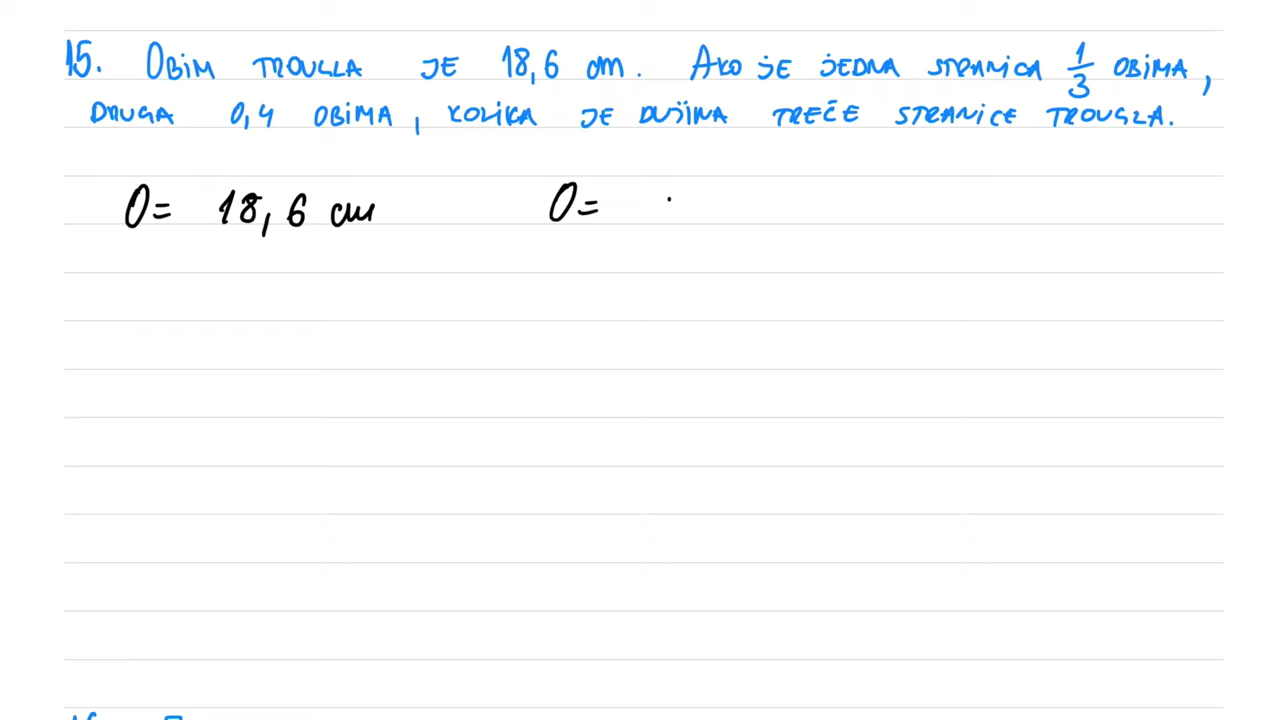 15. OBIM TROUGLA JE 18,6 cm. AKO JE JEDNA STRANICA 1/3 OBIMA,
DRUGA 0,4 OBIMA, KOLIKA JE DUŽINA TREĆE STRANICE TROUGLA.
O= 18,6 cm O=